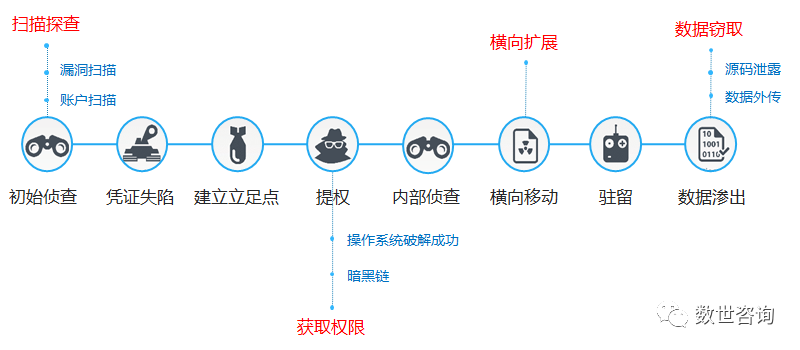 扫描探查
漏洞扫描
账户扫描
横向扩展
数据窃取
源码泄露
数据外传
10
1001
0110
初始侦查
凭证失陷
建立立足点
提权
内部侦查
横向移动
驻留
数据渗出
操作系统破解成功
暗黑链
获取权限
数世咨询